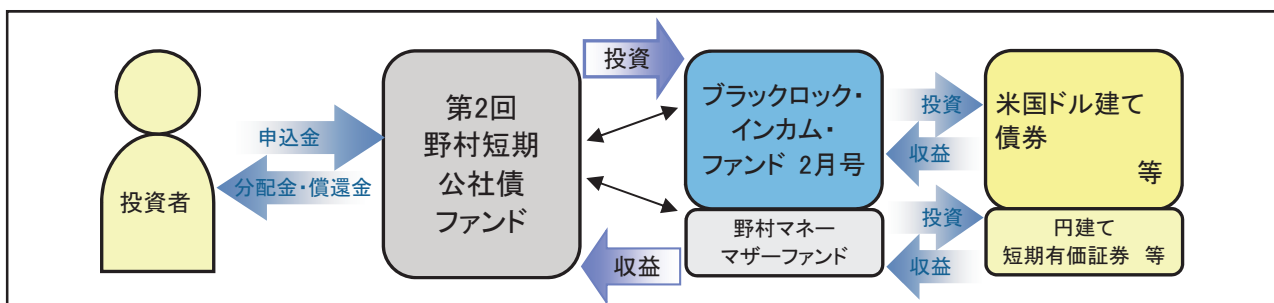 投資者
申込金
分配金・償還金
第2回
野村短期
公社債
ファンド
投資
収益
ブラックロック・
インカム・
ファンド 2月号
野村マネー
マザーファンド
投資
収益
投資
収益
米国ドル建て
債券
等
円建て
短期有価証券 等